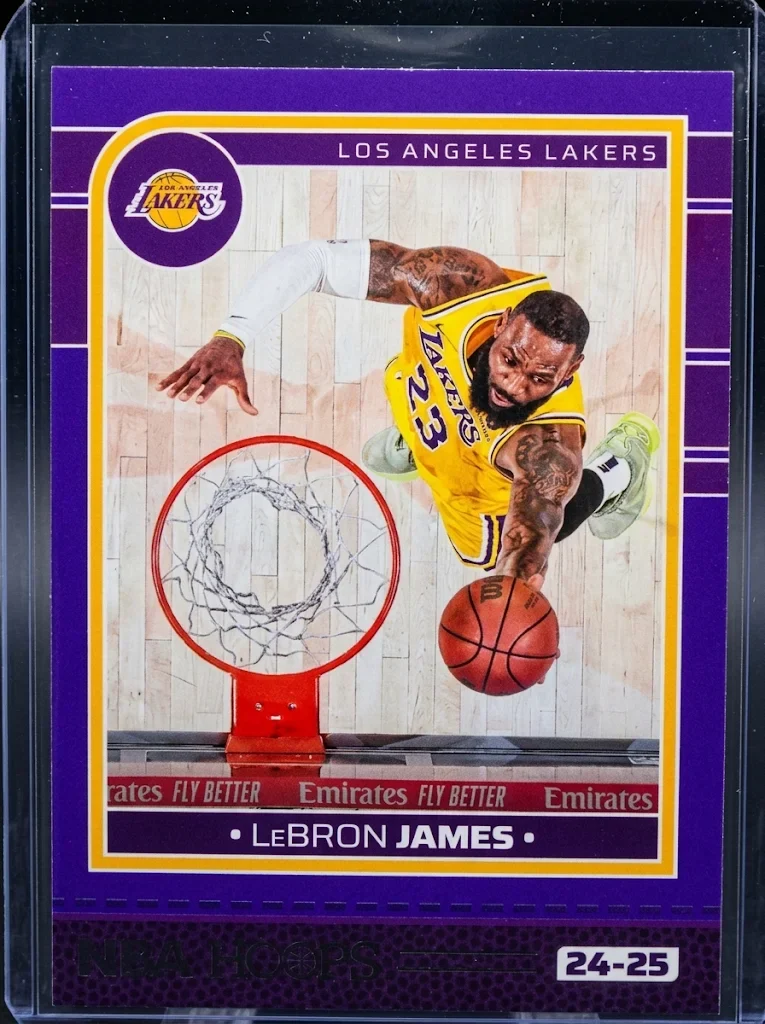 LOS ANGELES LAKERS
LOS ANGELES
LAKERS
LAKERS
23
W
rates FLY BETTER Emirates FLY BETTER Emirates
• LeBRON JAMES •
NBA HOOPS
24-25